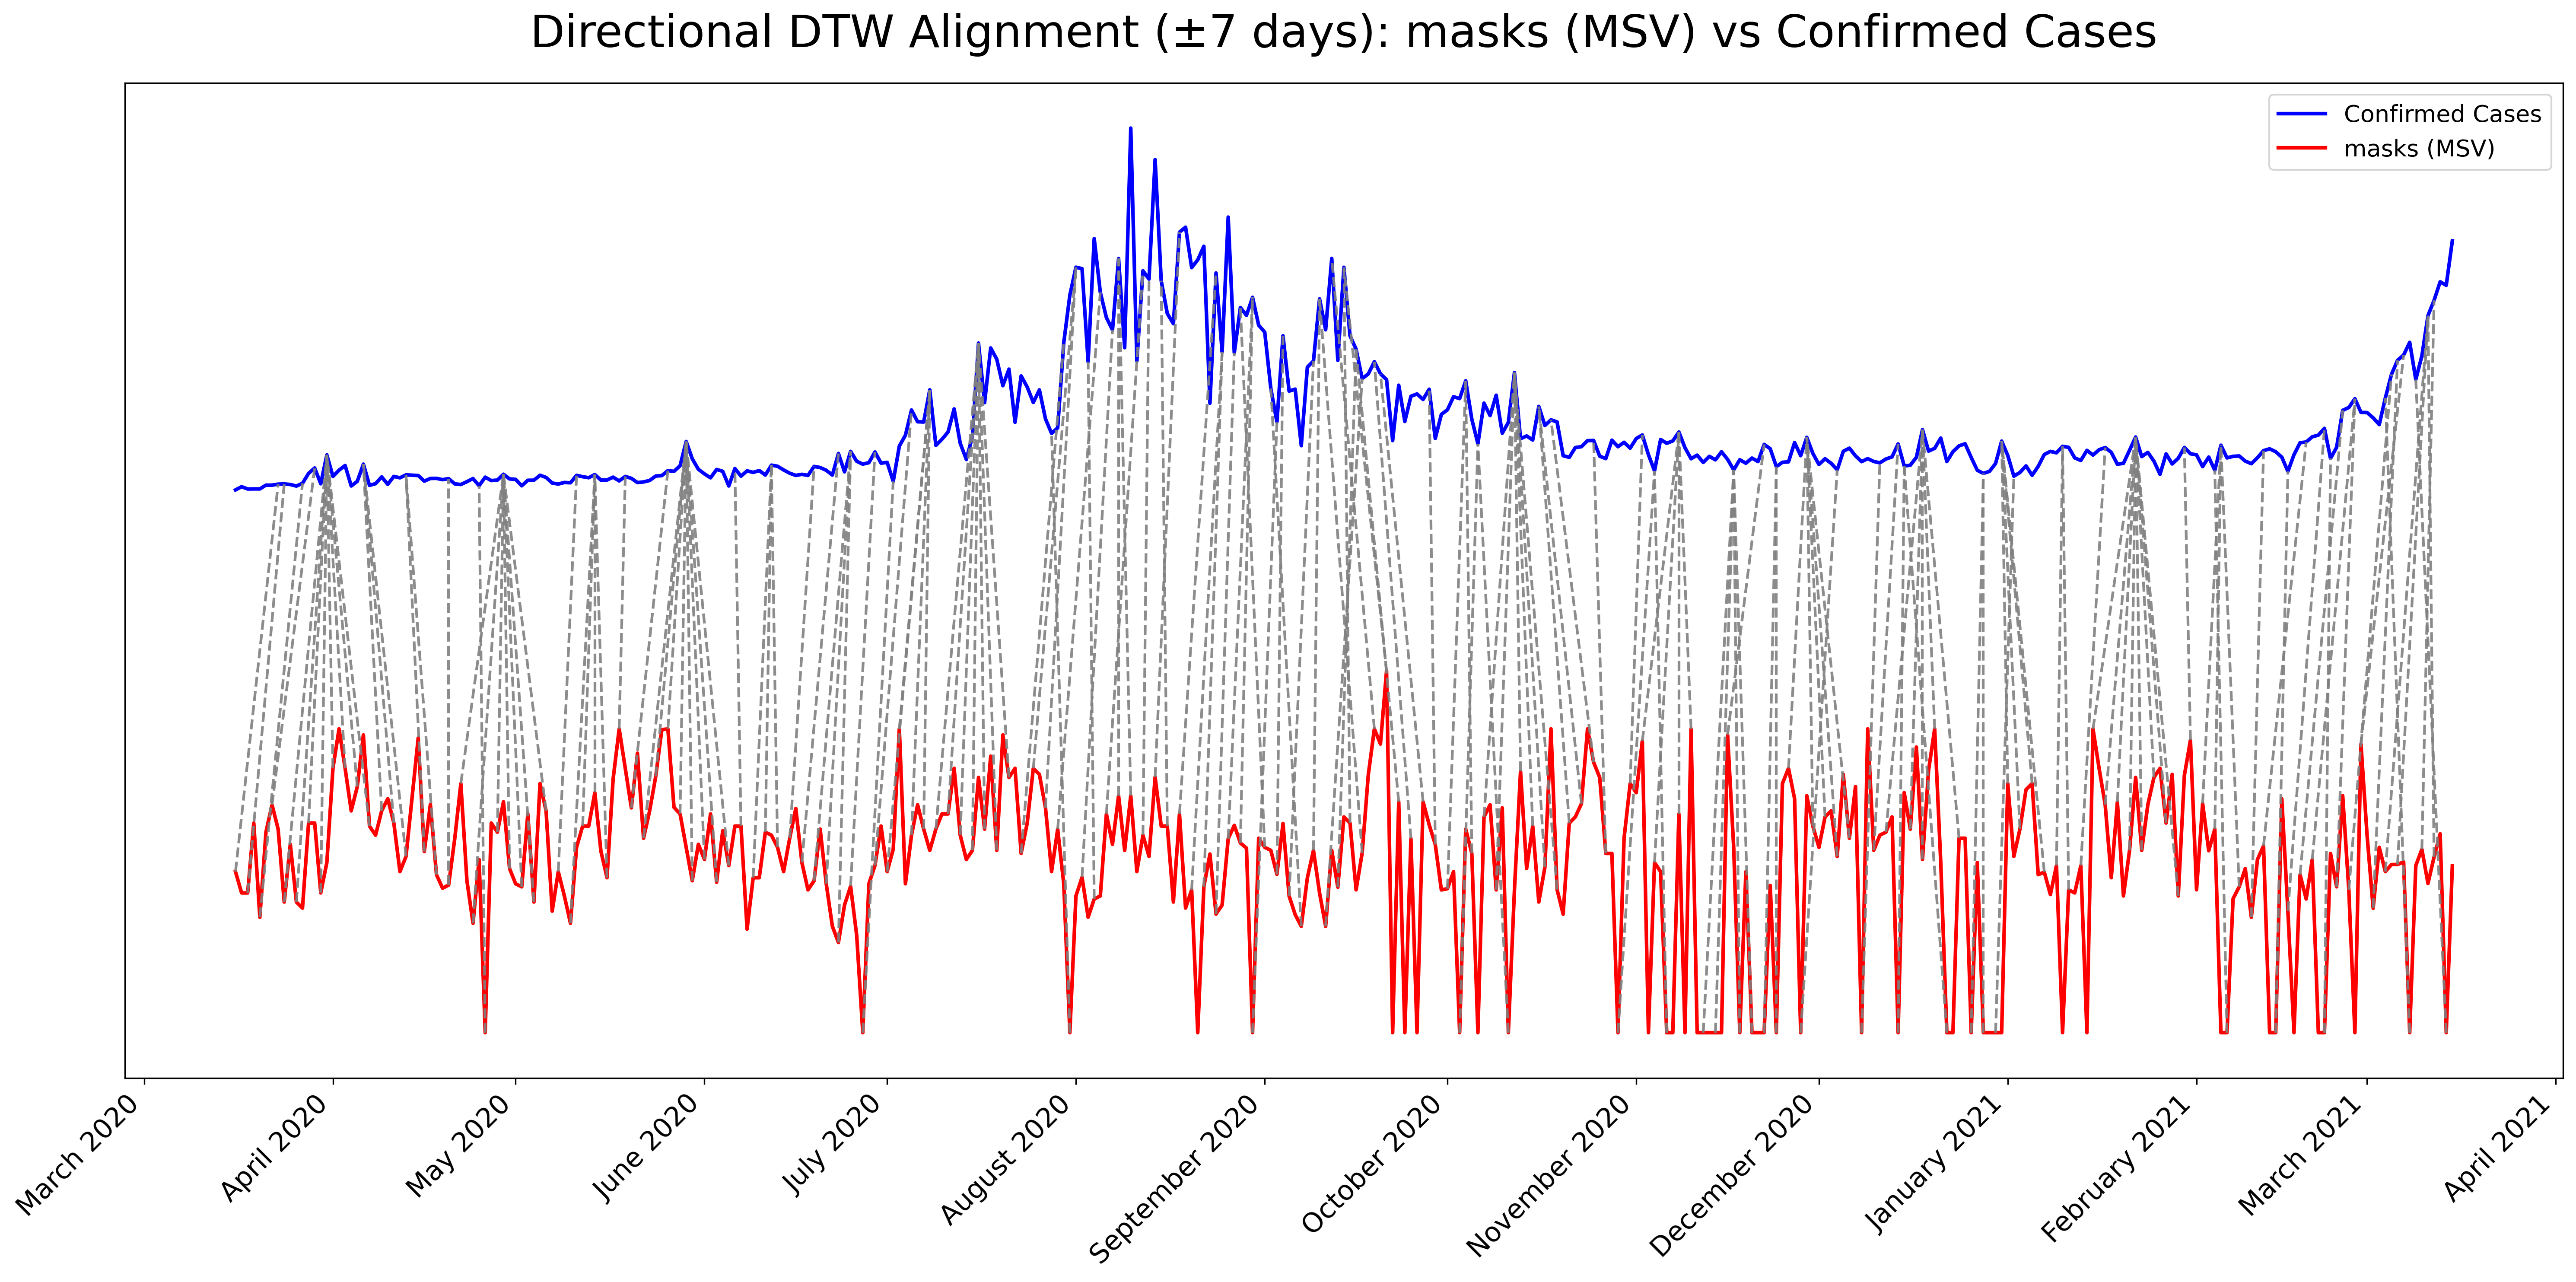 Directional DTW Alignment (±7 days): masks (MSV) vs Confirmed Cases
Confirmed Cases
masks (MSV)
March 2020
April 2020
May 2020
June 2020
July 2020
August 2020
September 2020
October 2020
November 2020
December 2020
January 2021
February 2021
March 2021
April 2021